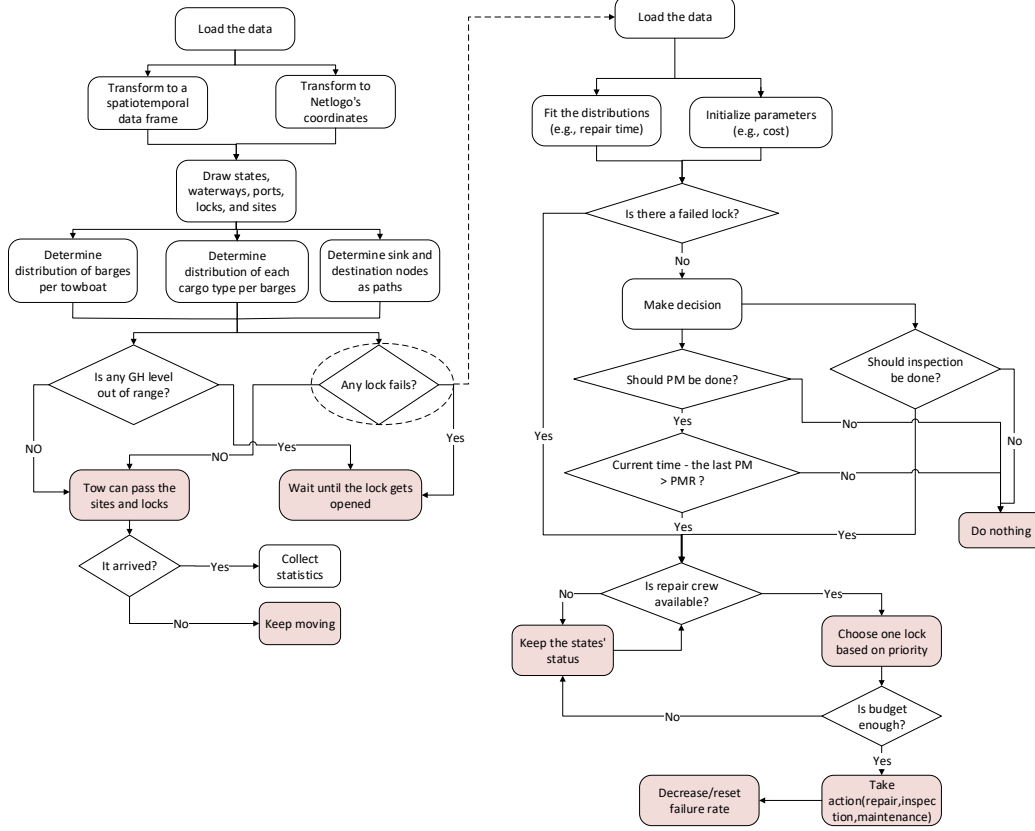 Load the data
Transform to a
spatiotemporal
data frame
Transform to
Netlogo's
coordinates
Draw states,
waterways, ports,
locks, and sites
Determine
distribution of barges
per towboat
Determine
distribution of each
cargo type per barges
Determine sink and
destination nodes
as paths
Is any GH level
out of range?
Any lock fails?
NO
NO
Yes
Yes
Tow can pass the
sites and locks
Wait until the lock gets
opened
It arrived?
Yes
Collect
statistics
No
Keep moving
Load the data
Fit the distributions
(e.g., repair time)
Initialize parameters
(e.g., cost)
Is there a failed lock?
No
Make decision
Should PM be done?
Should inspection
be done?
Yes
No
No
Yes
Current time - the last PM
> PMR ?
No
Yes
Yes
Do nothing
Is repair crew
available?
No
Yes
Keep the states'
status
Choose one lock
based on priority
Is budget
enough?
No
Yes
Take
action(repair,inspec
tion,maintenance)
Decrease/reset
failure rate